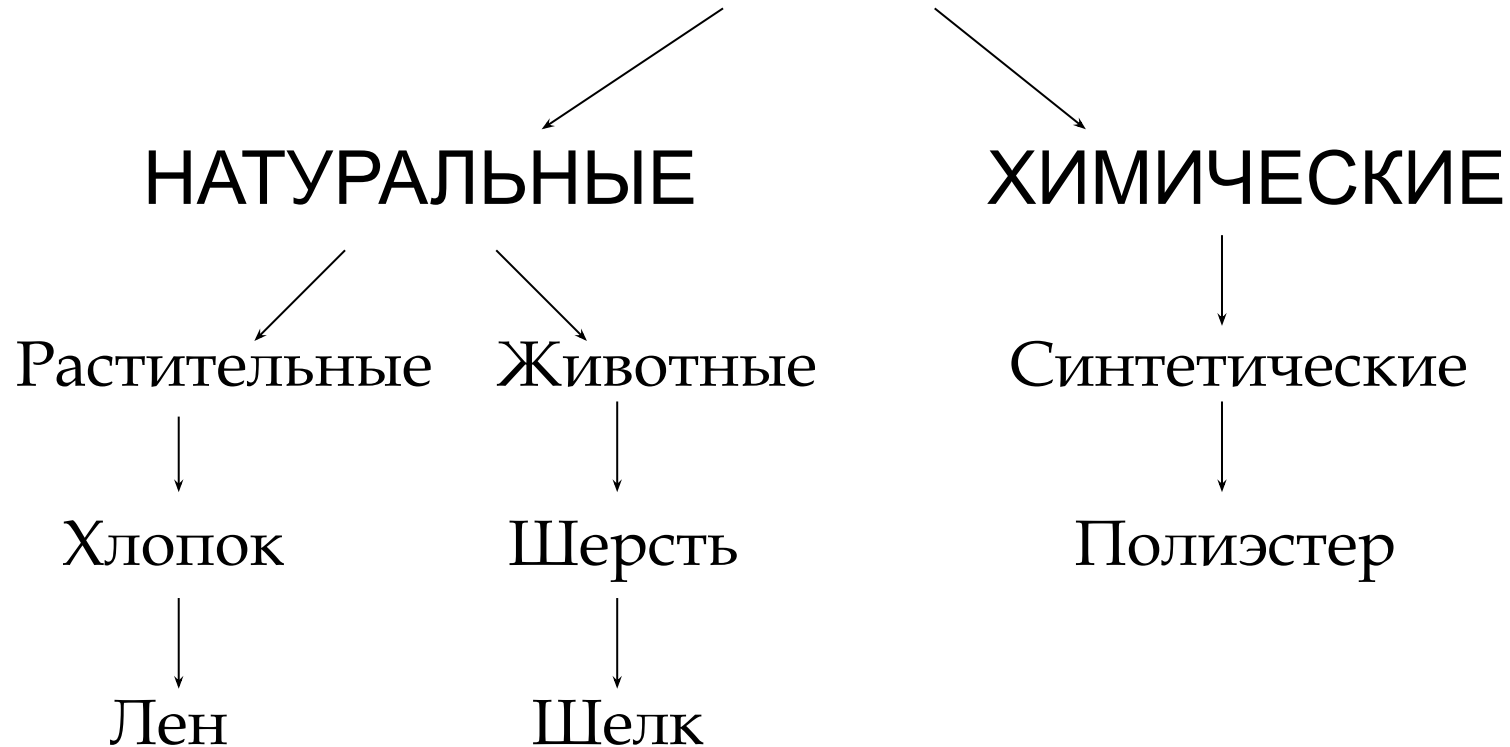 НАТУРАЛЬНЫЕ ХИМИЧЕСКИЕ
Растительные Животные Синтетические
Хлопок Шерсть Полиэстер
Лен Шелк